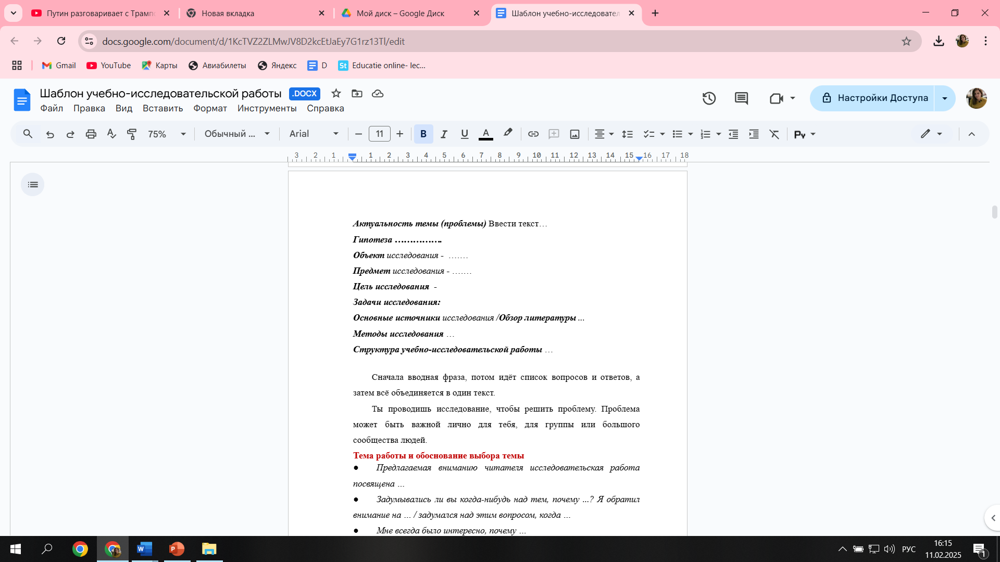 Путин разговаривает с Трамп
Новая вкладка
Мой диск – Google Диск
Шаблон учебно-исследовател
docs.google.com/document/d/1KcTVZ2ZLMwJV8D2kcEtJaEy7G1rz13Tl/edit
Gmail
YouTube
Карты
Авиабилеты
Яндекс
D
Educatie online- lec...
Шаблон учебно-исследовательской работы .DOCX
Файл Правка Вид Вставить Формат Инструменты Справка
Настройки Доступа
75% Обычный ... Arial 11
3 2 1 1 2 3 4 5 6 7 8 9 10 11 12 13 14 15 16 17 18
Актуальность темы (проблемы) Ввести текст…
Гипотеза …………….
Объект исследования - …….
Предмет исследования - …….
Цель исследования -
Задачи исследования:
Основные источники исследования /Обзор литературы ...
Методы исследования …
Структура учебно-исследовательской работы …
Сначала вводная фраза, потом идёт список вопросов и ответов, а
затем всё объединяется в один текст.
Ты проводишь исследование, чтобы решить проблему. Проблема
может быть важной лично для тебя, для группы или большого
сообщества людей.
Тема работы и обоснование выбора темы
● Предлагаемая вниманию читателя исследовательская работа
посвящена ...
● Задумывались ли вы когда-нибудь над тем, почему ...? Я обратил
внимание на ... / задумался над этим вопросом, когда ...
● Мне всегда было интересно, почему ...
РУС
16:15
11.02.2025
1